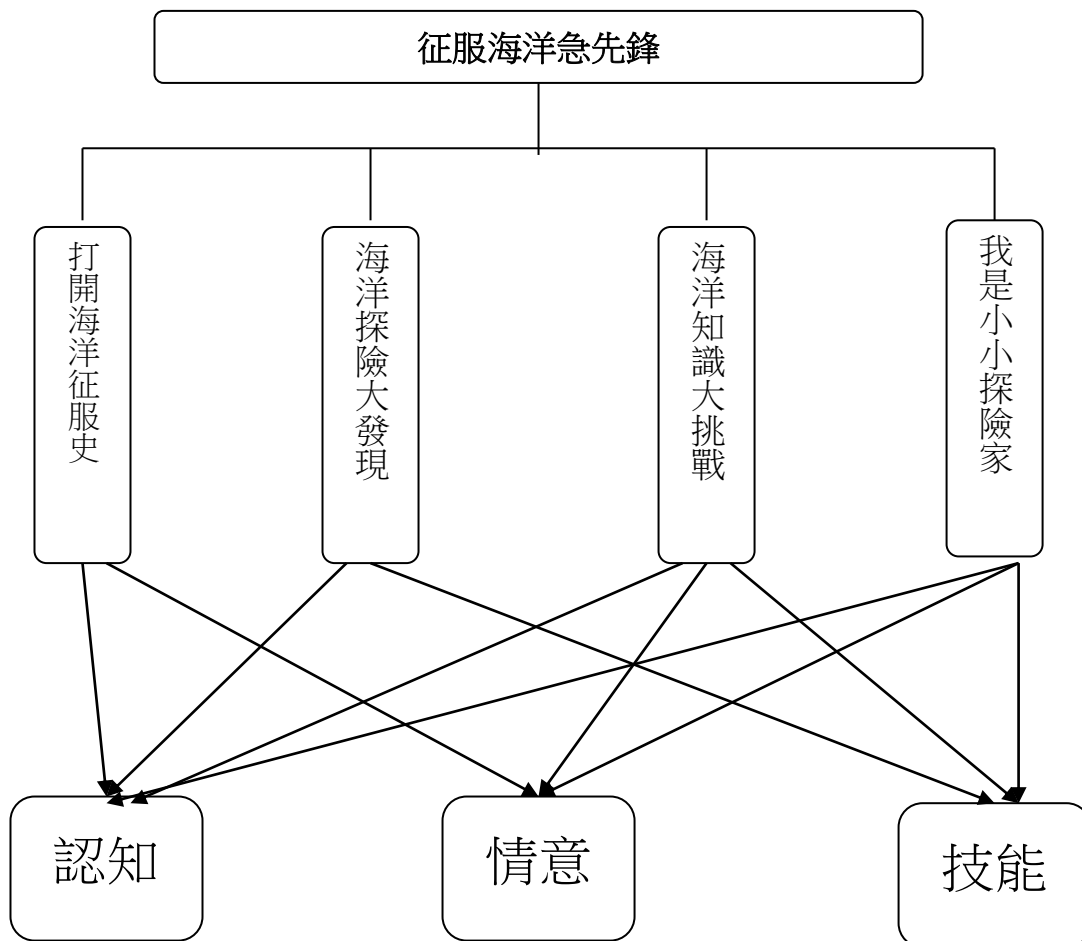 征服海洋急先鋒
打開海洋征服史
海洋探險大發現
海洋知識大挑戰
我是小小探險家
認知
情意
技能